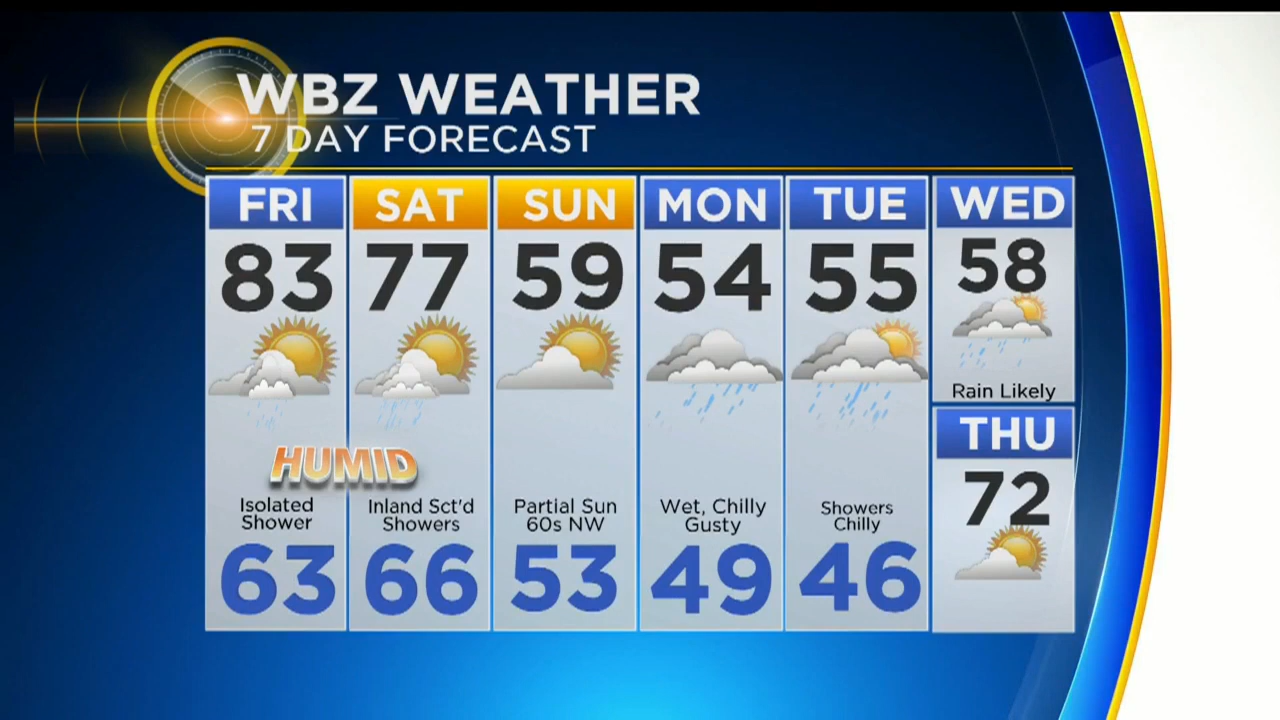 WBZ WEATHER
7 DAY FORECAST
FRI
83
HUMID
Isolated
Shower
63
SAT
77
Inland Sct'd
Showers
66
SUN
59
Partial Sun
60s NW
53
MON
54
Wet, Chilly
Gusty
49
TUE
55
Showers
Chilly
46
WED
58
Rain Likely
THU
72